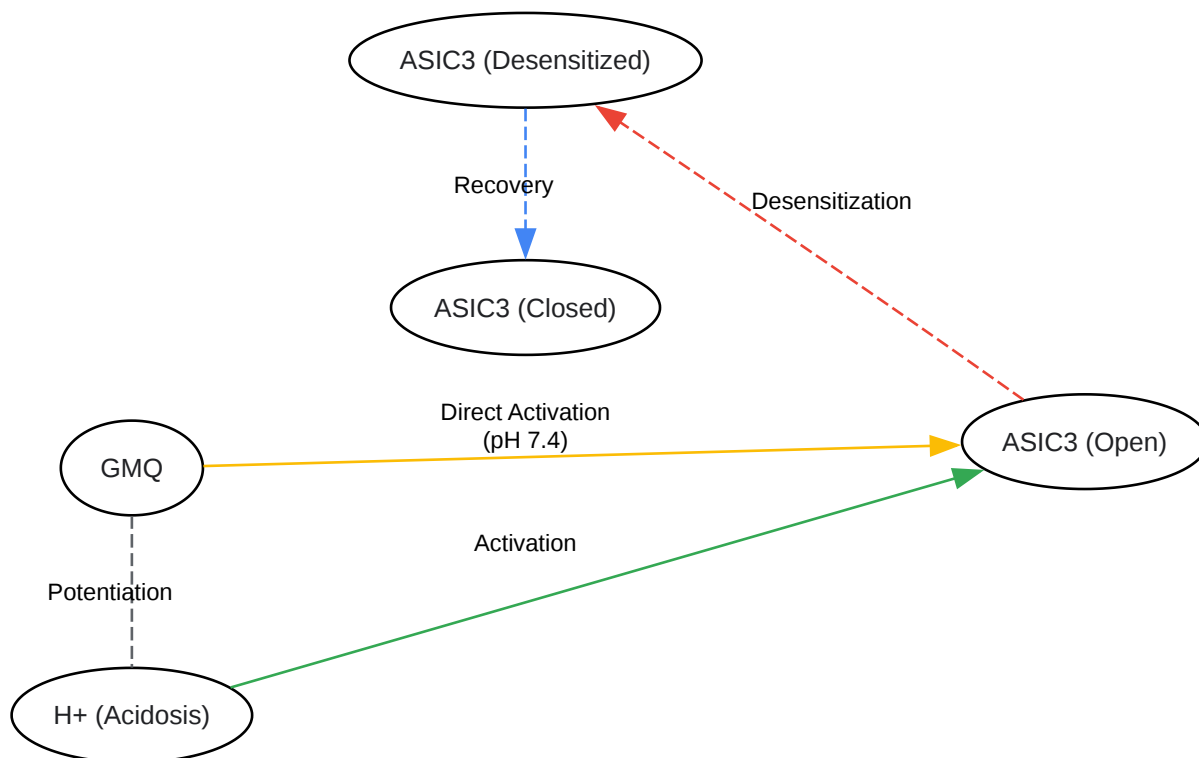 ASIC3 (Desensitized)
Recovery
Desensitization
ASIC3 (Closed)
Direct Activation
(pH 7.4)
ASIC3 (Open)
GMQ
Activation
Potentiation
H+ (Acidosis)